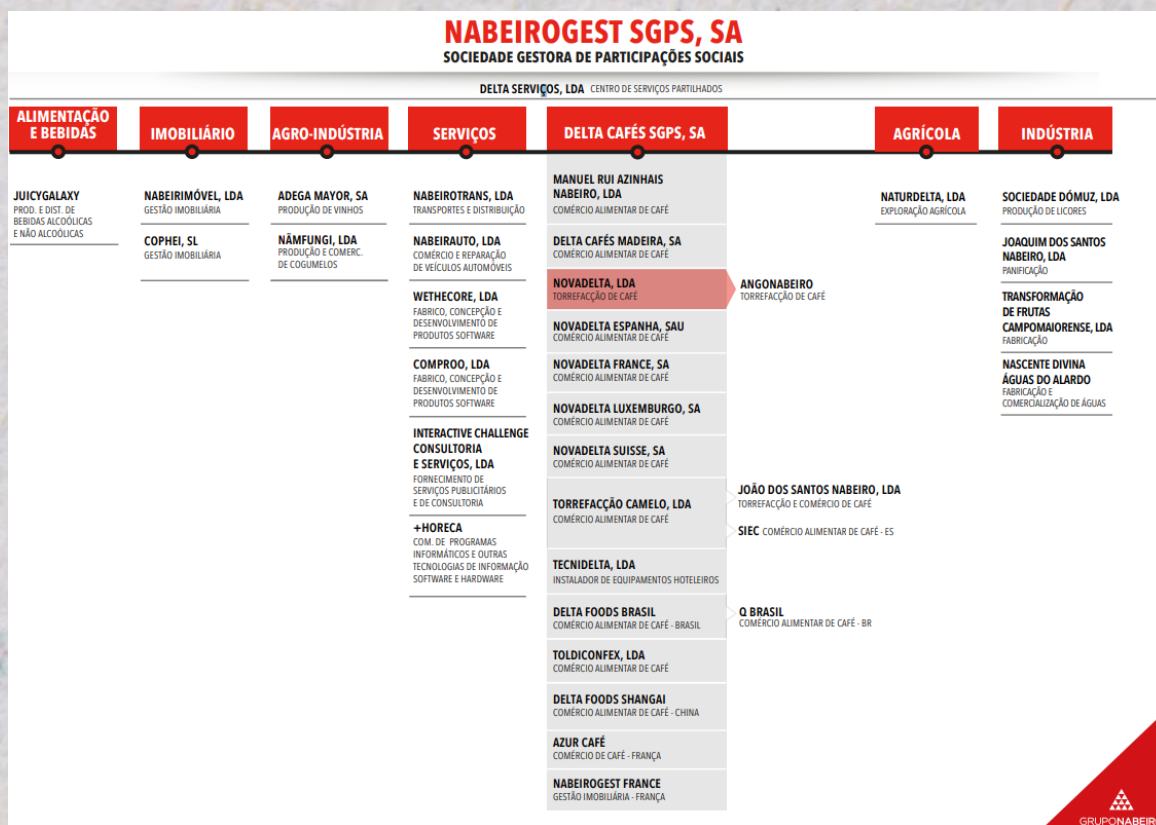 NABEIROGEST SGPS, SA
SOCIEDADE GESTORA DE PARTICIPAÇÕES SOCIAIS
DELTA SERVIÇOS, LDA CENTRO DE SERVIÇOS PARTILHADOS
ALIMENTAÇÃO
E BEBIDAS
IMOBILIÁRIO
AGRO-INDÚSTRIA
SERVIÇOS
DELTA CAFÉS SGPS, SA
AGRÍCOLA
INDÚSTRIA
JUICYGALAXY
PROD. E DIST. DE
BEBIDAS ALCOÓLICAS
E NÃO ALCOÓLICAS
NABEIRIMÓVEL, LDA
GESTÃO IMOBILIÁRIA
COPHEI, SL
GESTÃO IMOBILIÁRIA
ADEGA MAYOR, SA
PRODUÇÃO DE VINHOS
NÃMFUNGI, LDA
PRODUÇÃO E COMERC.
DE COGUMELOS
NABEIROTRANS, LDA
TRANSPORTES E DISTRIBUIÇÃO
NABEIRAUTO, LDA
COMÉRCIO E REPARAÇÃO
DE VEÍCULOS AUTOMÓVEIS
WETHECORE, LDA
FABRICO, CONCEPÇÃO E
DESENVOLVIMENTO DE
PRODUTOS SOFTWARE
COMPROO, LDA
FABRICO, CONCEPÇÃO E
DESENVOLVIMENTO DE
PRODUTOS SOFTWARE
INTERACTIVE CHALLENGE
CONSULTORIA
E SERVIÇOS, LDA
FORNECIMENTO DE
SERVIÇOS PUBLICITÁRIOS
E DE CONSULTORIA
+HORECA
COM. DE PROGRAMAS
INFORMÁTICOS E OUTRAS
TECNOLOGIAS DE INFORMAÇÃO
SOFTWARE E HARDWARE
MANUEL RUI AZINHAIS
NABEIRO, LDA
COMÉRCIO ALIMENTAR DE CAFÉ
DELTA CAFÉS MADEIRA, SA
COMÉRCIO ALIMENTAR DE CAFÉ
NOVADELTA, LDA
TORREFACÇÃO DE CAFÉ
ANGONABEIRO
TORREFACÇÃO DE CAFÉ
NOVADELTA ESPANHA, SAU
COMÉRCIO ALIMENTAR DE CAFÉ
NOVADELTA FRANCE, SA
COMÉRCIO ALIMENTAR DE CAFÉ
NOVADELTA LUXEMBURGO, SA
COMÉRCIO ALIMENTAR DE CAFÉ
NOVADELTA SUISSE, SA
COMÉRCIO ALIMENTAR DE CAFÉ
TORREFACÇÃO CAMELO, LDA
COMÉRCIO ALIMENTAR DE CAFÉ
JOÃO DOS SANTOS NABEIRO, LDA
TORREFACÇÃO E COMÉRCIO DE CAFÉ
SIEC COMÉRCIO ALIMENTAR DE CAFÉ - ES
TECNIDELTA, LDA
INSTALADOR DE EQUIPAMENTOS HOTELEIROS
DELTA FOODS BRASIL
COMÉRCIO ALIMENTAR DE CAFÉ - BRASIL
Q BRASIL
COMÉRCIO ALIMENTAR DE CAFÉ - BR
TOLDICONFEX, LDA
COMÉRCIO ALIMENTAR DE CAFÉ
DELTA FOODS SHANGAI
COMÉRCIO ALIMENTAR DE CAFÉ - CHINA
AZUR CAFÉ
COMÉRCIO DE CAFÉ - FRANÇA
NABEIROGEST FRANCE
GESTÃO IMOBILIÁRIA - FRANÇA
NATURDELTA, LDA
EXPLORAÇÃO AGRÍCOLA
SOCIEDADE DÓMUZ, LDA
PRODUÇÃO DE LICORES
JOAQUIM DOS SANTOS
NABEIRO, LDA
PANIFICAÇÃO
TRANSFORMAÇÃO
DE FRUTAS
CAMPOMAIORENSE, LDA
FABRICAÇÃO
NASCENTE DIVINA
ÁGUAS DO ALARDO
FABRICAÇÃO E
COMERCIALIZAÇÃO DE ÁGUAS
GRUPONABEIR